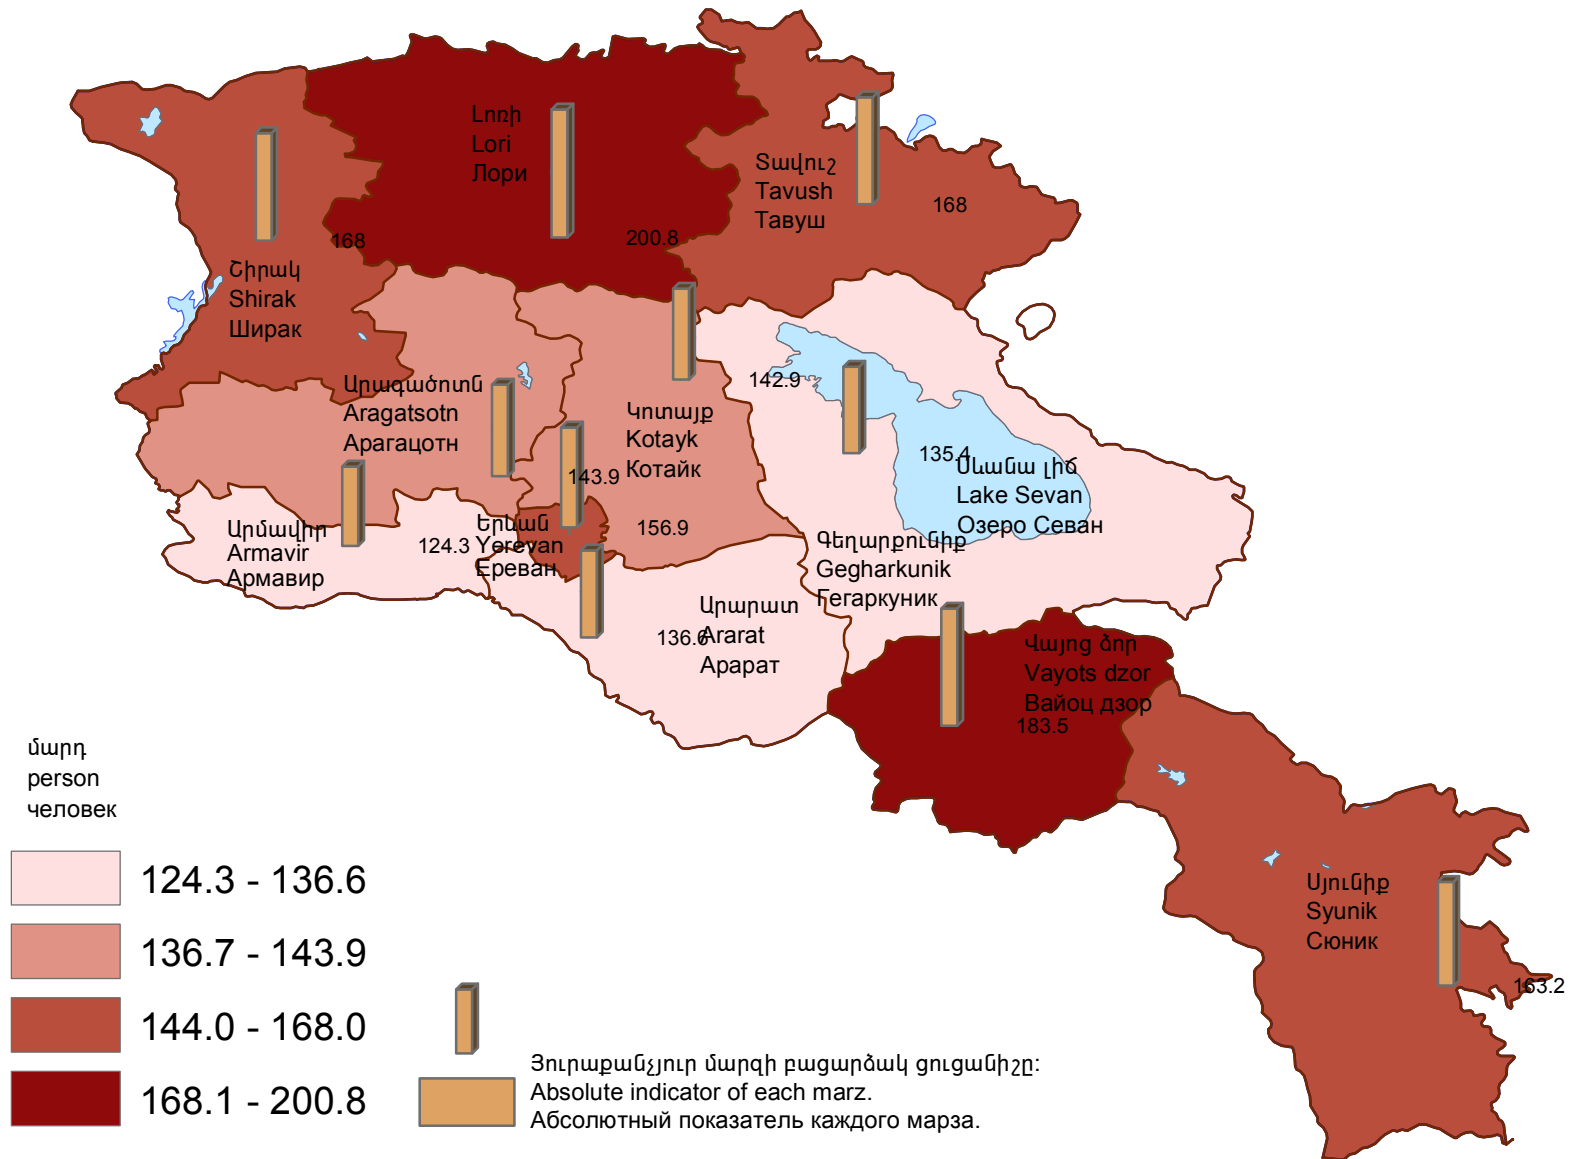 Լոռի
Lori
Лори
200.8
Տավուշ
Tavush
Тавуш
168
168
Շիրակ
Shirak
Ширак
Արագածոտն
Aragatsotn
Арагацотн
143.9
142.9
Կոտայք
Kotayk
Котайк
135.4
Սևանա լիճ
Lake Sevan
Озеро Севан
Արմավիր
Armavir
Армавир
124.3
Երևան
Yerevan
Ереван
156.9
Գեղարքունիք
Gegharkunik
Гегаркуник
Արարատ
Ararat
Арарат
136.6
Վայոց ձոր
Vayots dzor
Вайоц дзор
183.5
Սյունիք
Syunik
Сюник
163.2
մարդ
person
человек
124.3 - 136.6
136.7 - 143.9
144.0 - 168.0
168.1 - 200.8
Յուրաքանչյուր մարզի բացարձակ ցուցանիշը:
Absolute indicator of each marz.
Абсолютный показатель каждого марза.